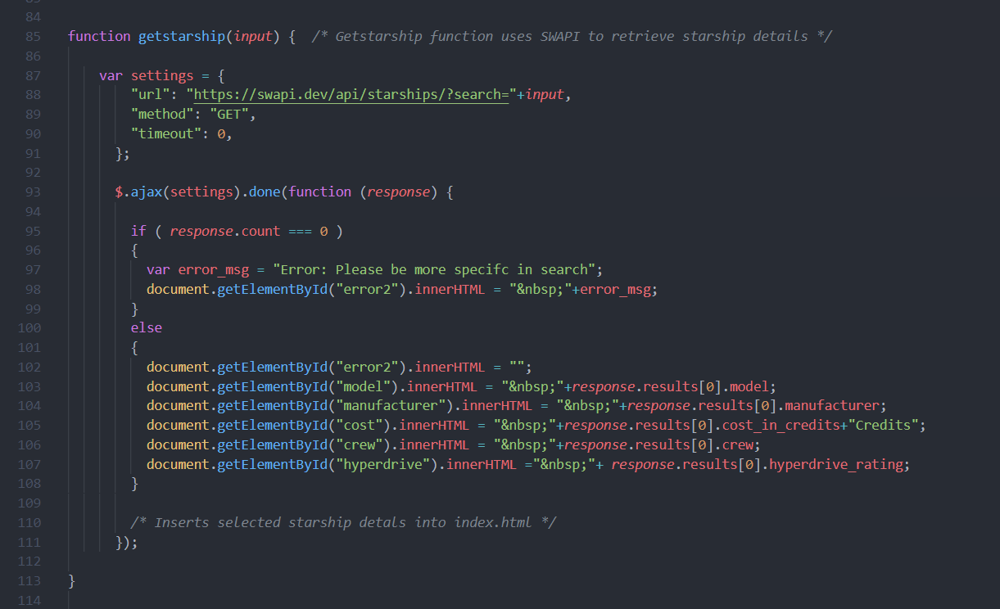 84
85 function getstarship(input) { /* Getstarship function uses SWAPI to retrieve starship details */
86
87 var settings = {
88 "url": "https://swapi.dev/api/starships/?search="+input,
89 "method": "GET",
90 "timeout": 0,
91 };
92
93 $.ajax(settings).done(function (response) {
94
95 if ( response.count === 0 )
96 {
97 var error_msg = "Error: Please be more specifc in search";
98 document.getElementById("error2").innerHTML = "&nbsp;"+error_msg;
99 }
100 else
101 {
102 document.getElementById("error2").innerHTML = "";
103 document.getElementById("model").innerHTML = "&nbsp;"+response.results[0].model;
104 document.getElementById("manufacturer").innerHTML = "&nbsp;"+response.results[0].manufacturer;
105 document.getElementById("cost").innerHTML = "&nbsp;"+response.results[0].cost_in_credits+"Credits";
106 document.getElementById("crew").innerHTML = "&nbsp;"+response.results[0].crew;
107 document.getElementById("hyperdrive").innerHTML ="&nbsp;"+ response.results[0].hyperdrive_rating;
108 }
109
110 /* Inserts selected starship detals into index.html */
111 });
112
113 }
114